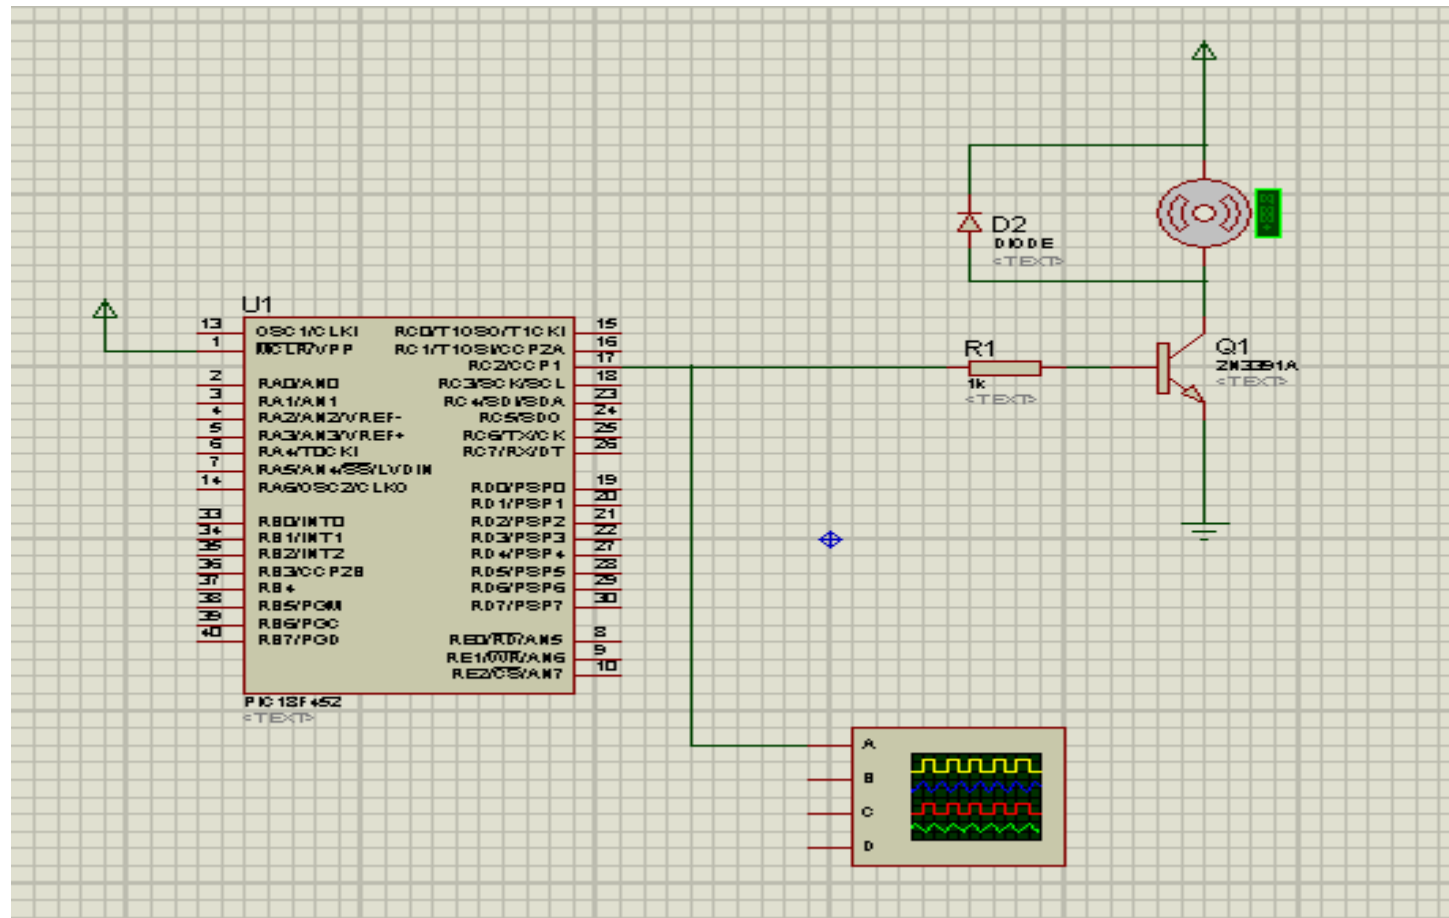 U1
13
OSC1/CLKI
1
MCLR/VPP
2
RA0/AN0
3
RA1/AN1
4
RA2/AN2/VREF-
5
RA3/AN3/VREF+
6
RA4/T0CKI
7
RA5/AN4/SS/LVDIN
14
RA6/OSC2/CLKO
33
RB0/INT0
34
RB1/INT1
35
RB2/INT2
36
RB3/CCP2B
37
RB4
38
RB5/PGM
39
RB6/PGC
40
RB7/PGD
RC0/T1OSO/T1CKI
15
RC1/T1OSI/CCP2A
16
RC2/CCP1
17
RC3/SCK/SCL
18
RC4/SDI/SDA
23
RC5/SDO
24
RC6/TX/CK
25
RC7/RX/DT
26
RD0/PSP0
19
RD1/PSP1
20
RD2/PSP2
21
RD3/PSP3
22
RD4/PSP4
27
RD5/PSP5
28
RD6/PSP6
29
RD7/PSP7
30
RE0/RD/AN5
8
RE1/WR/AN6
9
RE2/CS/AN7
10
PIC18F452
<TEXT>
D2
DIODE
<TEXT>
R1
1k
<TEXT>
Q1
2N3391A
<TEXT>
A
B
C
D